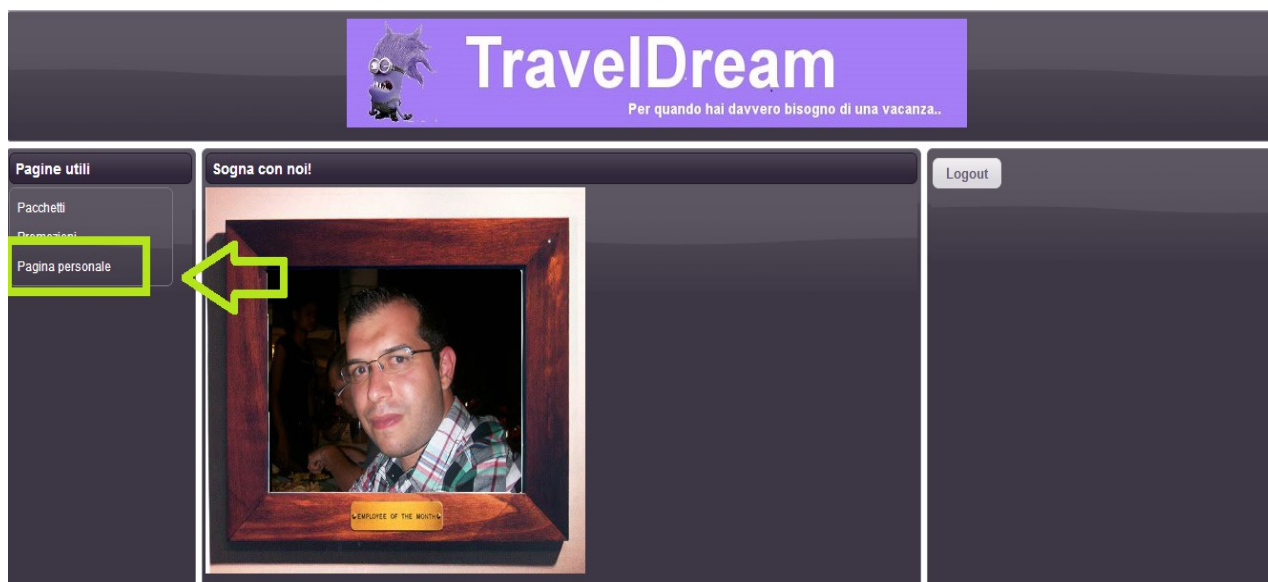 TravelDream
Per quando hai davvero bisogno di una vacanza..
Pagine utili
Pacchetti
Promozioni
Pagina personale
Sogna con noi!
EMPLOYEE OF THE MONTH
Logout